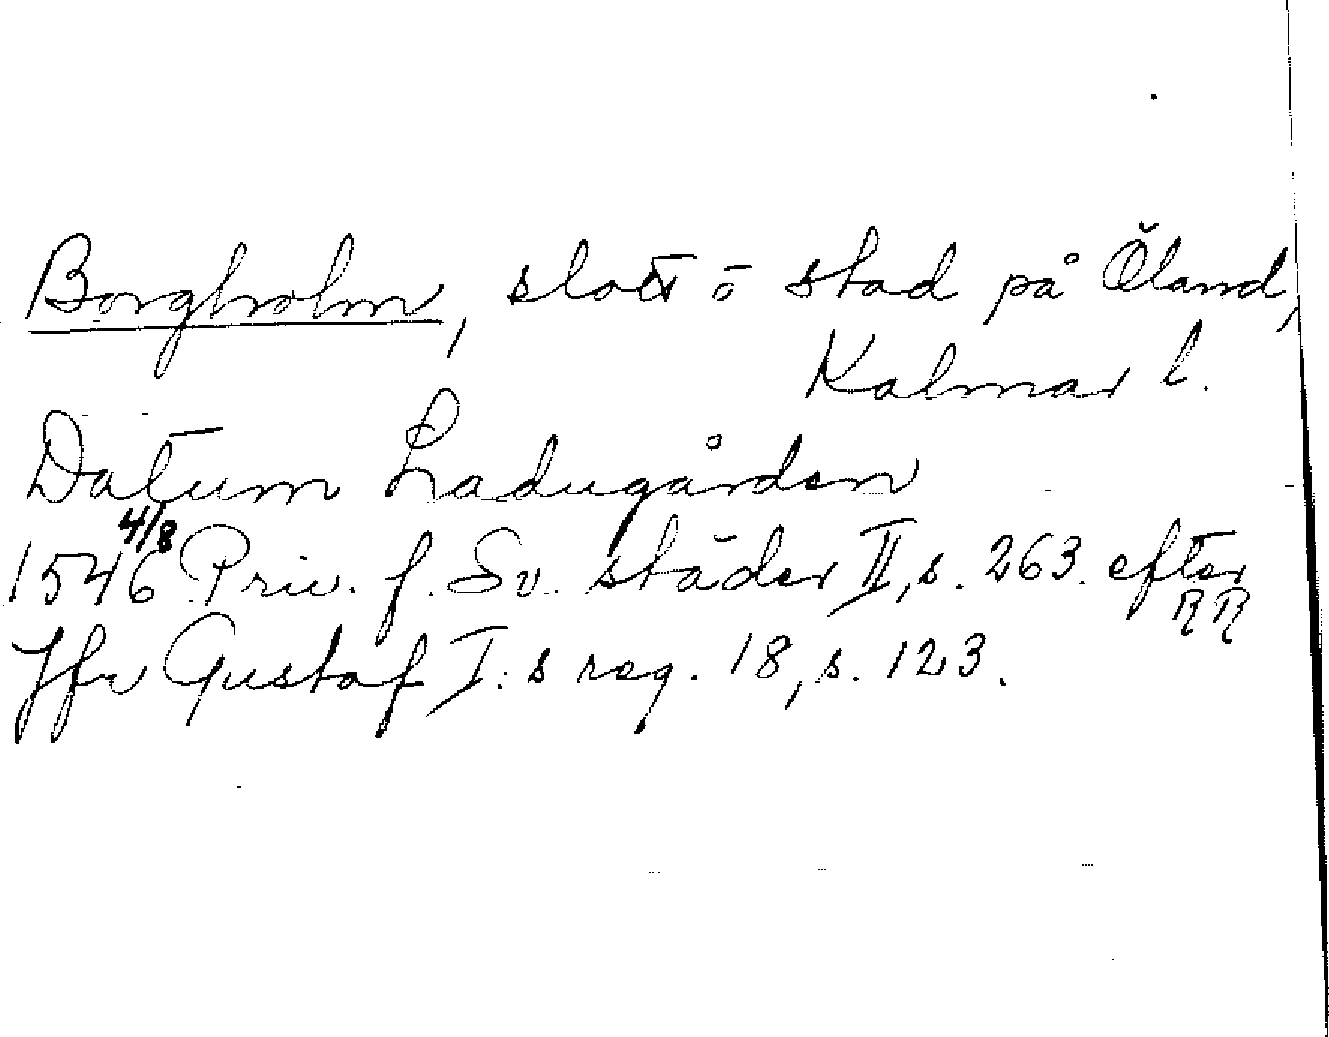 Borgholm, slott ö stad på Öland,
Kalmar l.
Datum Ladugården
1546 4/8 Priv. f. Sv. städer II, s. 263. efter
RR
Jfr Gustaf I:s reg. 18, s. 123.